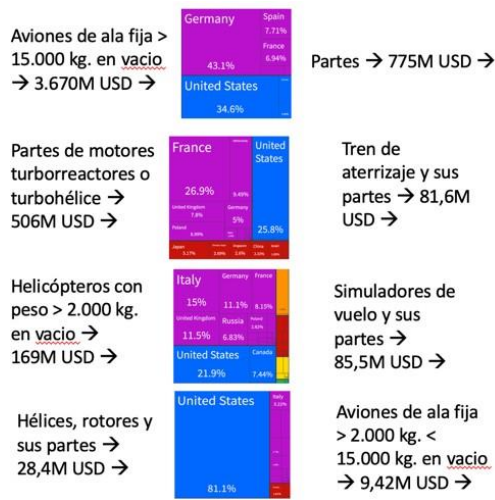 Aviones de ala fija >
15.000 kg. en vacio
→ 3.670M USD →
Germany
43.1%
Spain
7.71%
France
6.94%
United States
34.6%
Partes → 775M USD →
Partes de motores
turborreactores o
turbohélice →
506M USD →
France
26.9%
9.49%
United Kingdom
7.8%
Germany
5%
Poland
United
States
25.8%
Japan
3.17%
Singapore
China
Tren de
aterrizaje y sus
partes → 81,6M
USD →
Helicópteros con
peso > 2.000 kg.
en vacio →
169M USD →
Italy
15%
Germany
11.1%
France
8.15%
United Kingdom
11.5%
Russia
6.83%
Poland
United States
21.9%
Canada
7.44%
Simuladores de
vuelo y sus
partes →
85,5M USD →
Hélices, rotores y
sus partes →
28,4M USD →
United States
81.1%
Italy
Aviones de ala fija
> 2.000 kg. <
15.000 kg. en vacio
→ 9,42M USD →